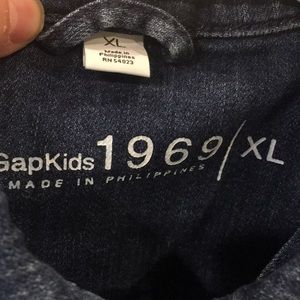 XL
Made in
Philippines
RN 54023
GapKids 1969/XL
MADE IN PHILIPPINES